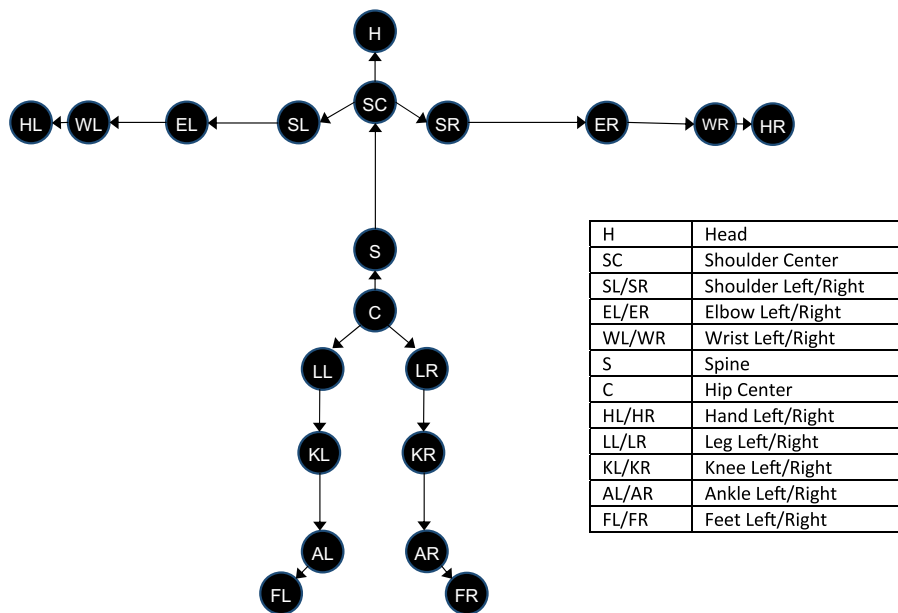 H
SC
HL WL EL SL SR ER WR HR
S
C
LL LR
KL KR
AL AR
FL FR
H Head
SC Shoulder Center
SL/SR Shoulder Left/Right
EL/ER Elbow Left/Right
WL/WR Wrist Left/Right
S Spine
C Hip Center
HL/HR Hand Left/Right
LL/LR Leg Left/Right
KL/KR Knee Left/Right
AL/AR Ankle Left/Right
FL/FR Feet Left/Right